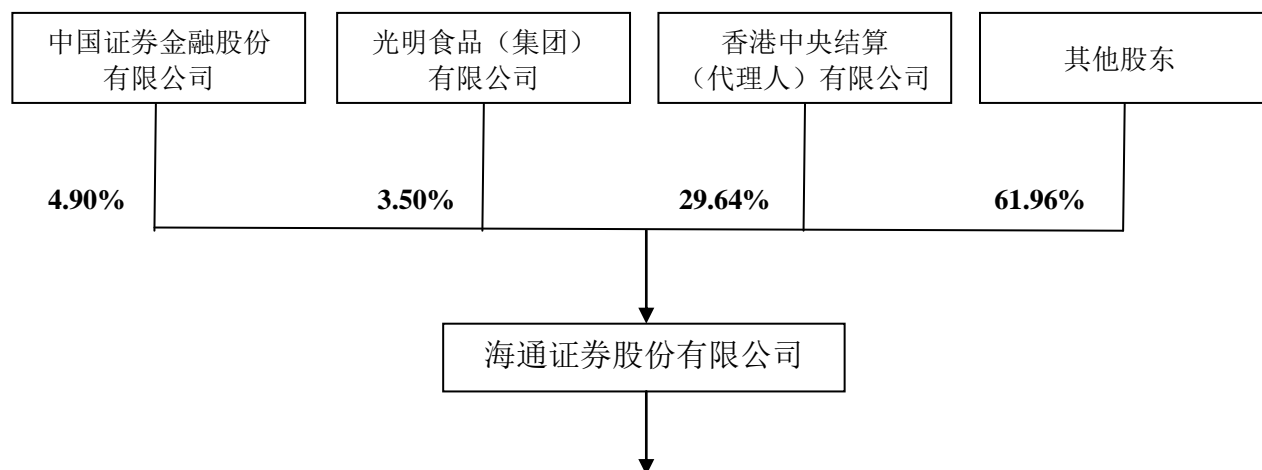 中国证券金融股份
有限公司
光明食品（集团）
有限公司
香港中央结算
（代理人）有限公司
其他股东
4.90%
3.50%
29.64%
61.96%
海通证券股份有限公司